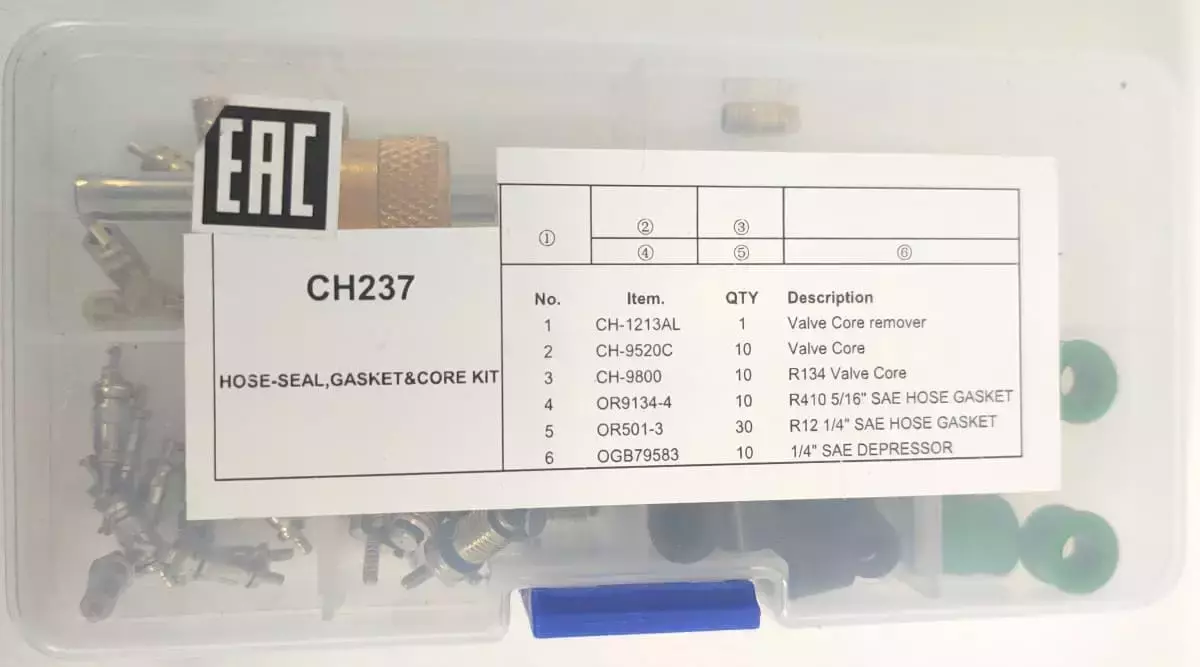 EAC
② ③
①
④ ⑤ ⑥
CH237
HOSE-SEAL,GASKET&CORE KIT
No. Item. QTY Description
1 CH-1213AL 1 Valve Core remover
2 CH-9520C 10 Valve Core
3 CH-9800 10 R134 Valve Core
4 OR9134-4 10 R410 5/16" SAE HOSE GASKET
5 OR501-3 30 R12 1/4" SAE HOSE GASKET
6 OGB79583 10 1/4" SAE DEPRESSOR